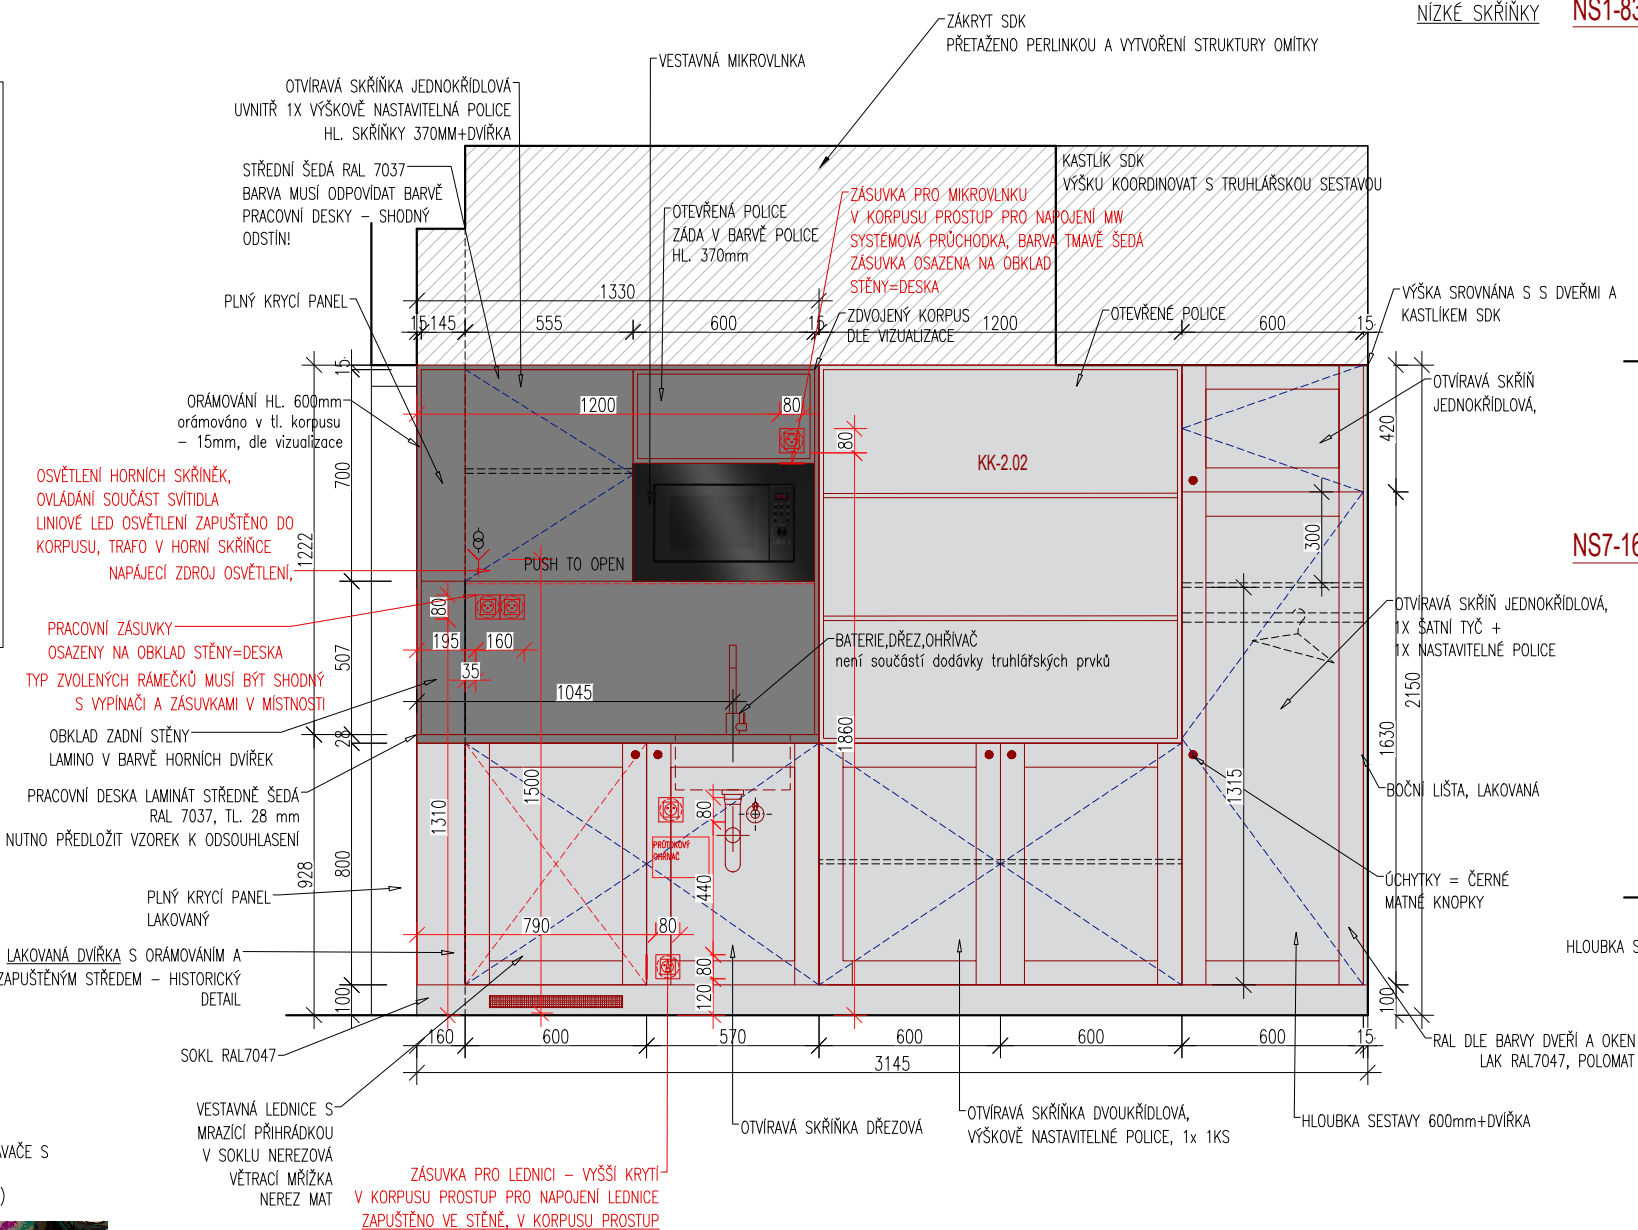 NÍZKÉ SKŘÍŇKY
NS1-83
ZÁKRYT SDK
PŘETAŽENO PERLINKOU A VYTVOŘENÍ STRUKTURY OMÍTKY
VESTAVNÁ MIKROVLNKA
OTVÍRAVÁ SKŘÍŇKA JEDNOKŘÍDLOVÁ
UVNITŘ 1X VÝŠKOVĚ NASTAVITELNÁ POLICE
HL. SKŘÍŇKY 370MM+DVÍŘKA
STŘEDNÍ ŠEDÁ RAL 7037
BARVA MUSÍ ODPOVÍDAT BARVĚ
PRACOVNÍ DESKY – SHODNÝ
ODSTÍN!
KASTLÍK SDK
VÝŠKU KOORDINOVAT S TRUHLÁŘSKOU SESTAVOU
OTEVŘENÁ POLICE
ZÁDA V BARVĚ POLICE
HL. 370mm
ZÁSUVKA PRO MIKROVLNKU
V KORPUSU PROSTUP PRO NAPOJENÍ MW
SYSTÉMOVÁ PRŮCHODKA, BARVA TMAVĚ ŠEDÁ
ZÁSUVKA OSAZENA NA OBKLAD
STĚNY=DESKA
PLNÝ KRYCÍ PANEL
1330
15 145 555 600 15 1200 600 15
ZDVOJENÝ KORPUS
DLE VIZUALIZACE
OTEVŘENÉ POLICE
VÝŠKA SROVNÁNA S S DVEŘMI A
KASTLÍKEM SDK
15
ORÁMOVÁNÍ HL. 600mm
orámováno v tl. korpusu
– 15mm, dle vizualizace
1200 80
80
OTVÍRAVÁ SKŘÍŇ
JEDNOKŘÍDLOVÁ,
420
700
KK-2.02
OSVĚTLENÍ HORNÍCH SKŘÍNĚK,
OVLÁDÁNÍ SOUČÁST SVÍTIDLA
LINIOVÉ LED OSVĚTLENÍ ZAPUŠTĚNO DO
KORPUSU, TRAFO V HORNÍ SKŘÍŇCE
NAPÁJECÍ ZDROJ OSVĚTLENÍ,
1222
PUSH TO OPEN
300
NS7-16
PRACOVNÍ ZÁSUVKY
OSAZENY NA OBKLAD STĚNY=DESKA
TYP ZVOLENÝCH RÁMEČKŮ MUSÍ BÝT SHODNÝ
S VYPÍNAČI A ZÁSUVKAMI V MÍSTNOSTI
80
195 160
35
507
1045
BATERIE,DŘEZ,OHŘÍVAČ
není součástí dodávky truhlářských prvků
OTVÍRAVÁ SKŘÍŇ JEDNOKŘÍDLOVÁ,
1X ŠATNÍ TYČ +
1X NASTAVITELNÉ POLICE
2150
OBKLAD ZADNÍ STĚNY
LAMINO V BARVĚ HORNÍCH DVÍŘEK
28
1860
1630
PRACOVNÍ DESKA LAMINÁT STŘEDNĚ ŠEDÁ
RAL 7037, TL. 28 mm
NUTNO PŘEDLOŽIT VZOREK K ODSOUHLASENÍ
1500
1310
80
1315
BOČNÍ LIŠTA, LAKOVANÁ
PRŮTOKOVÝ
OHŘÍVAČ
928
800
440
PLNÝ KRYCÍ PANEL
LAKOVANÝ
ÚCHYTKY = ČERNÉ
MATNÉ KNOPKY
790 80
LAKOVANÁ DVÍŘKA S ORÁMOVÁNÍM A
ZAPUŠTĚNÝM STŘEDEM – HISTORICKÝ
DETAIL
HLOUBKA S
80
120
100
100
160 600 570 600 600 600 15
3145
SOKL RAL7047
RAL DLE BARVY DVEŘÍ A OKEN
LAK RAL7047, POLOMAT
VESTAVNÁ LEDNICE S
MRAZÍCÍ PŘIHRÁDKOU
V SOKLU NEREZOVÁ
VĚTRACÍ MŘÍŽKA
NEREZ MAT
OTVÍRAVÁ SKŘÍŇKA DŘEZOVÁ
OTVÍRAVÁ SKŘÍŇKA DVOUKŘÍDLOVÁ,
VÝŠKOVĚ NASTAVITELNÉ POLICE, 1x 1KS
HLOUBKA SESTAVY 600mm+DVÍŘKA
VAČE S
)
ZÁSUVKA PRO LEDNICI – VYŠŠÍ KRYTÍ
V KORPUSU PROSTUP PRO NAPOJENÍ LEDNICE
ZAPUŠTĚNO VE STĚNĚ, V KORPUSU PROSTUP